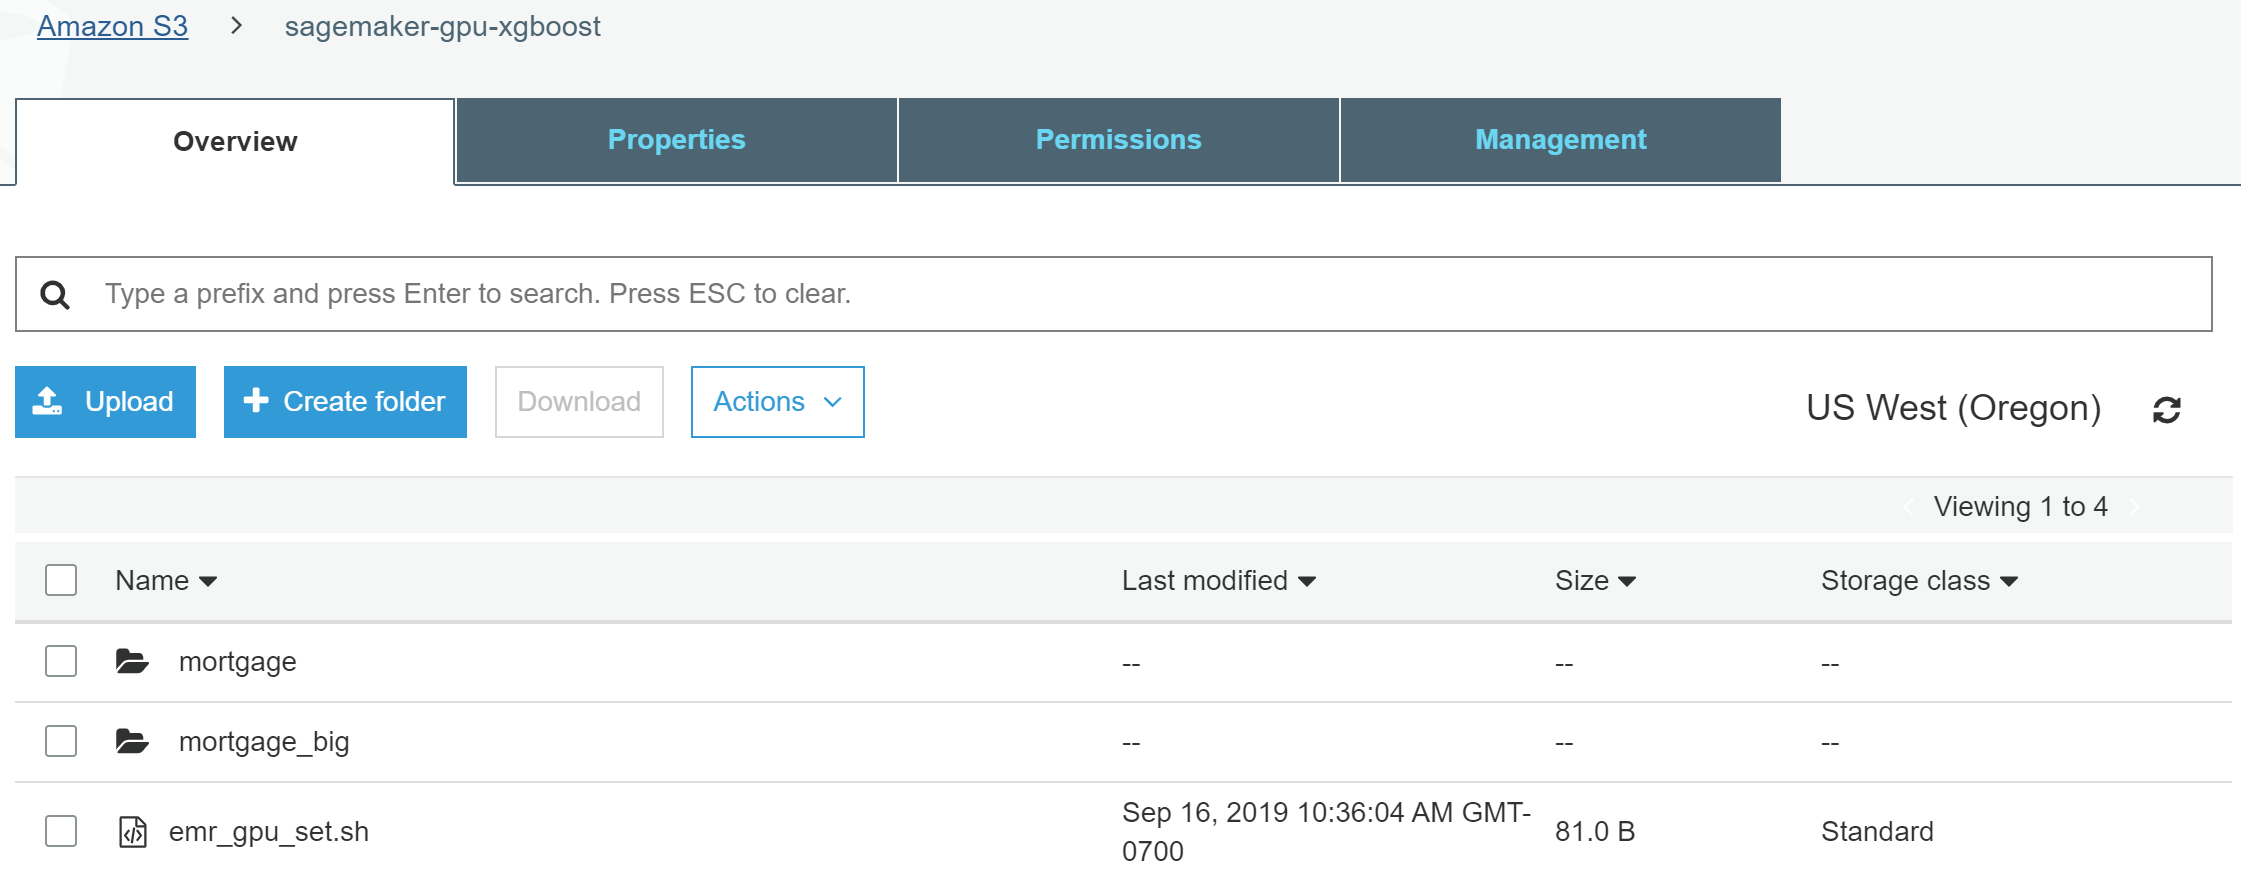 Amazon S3 > sagemaker-gpu-xgboost
Overview Properties Permissions Management
Type a prefix and press Enter to search. Press ESC to clear.
Upload Create folder Download Actions US West (Oregon)
Viewing 1 to 4
Name Last modified Size Storage class
mortgage -- -- --
mortgage_big -- -- --
emr_gpu_set.sh Sep 16, 2019 10:36:04 AM GMT- 81.0 B Standard
0700